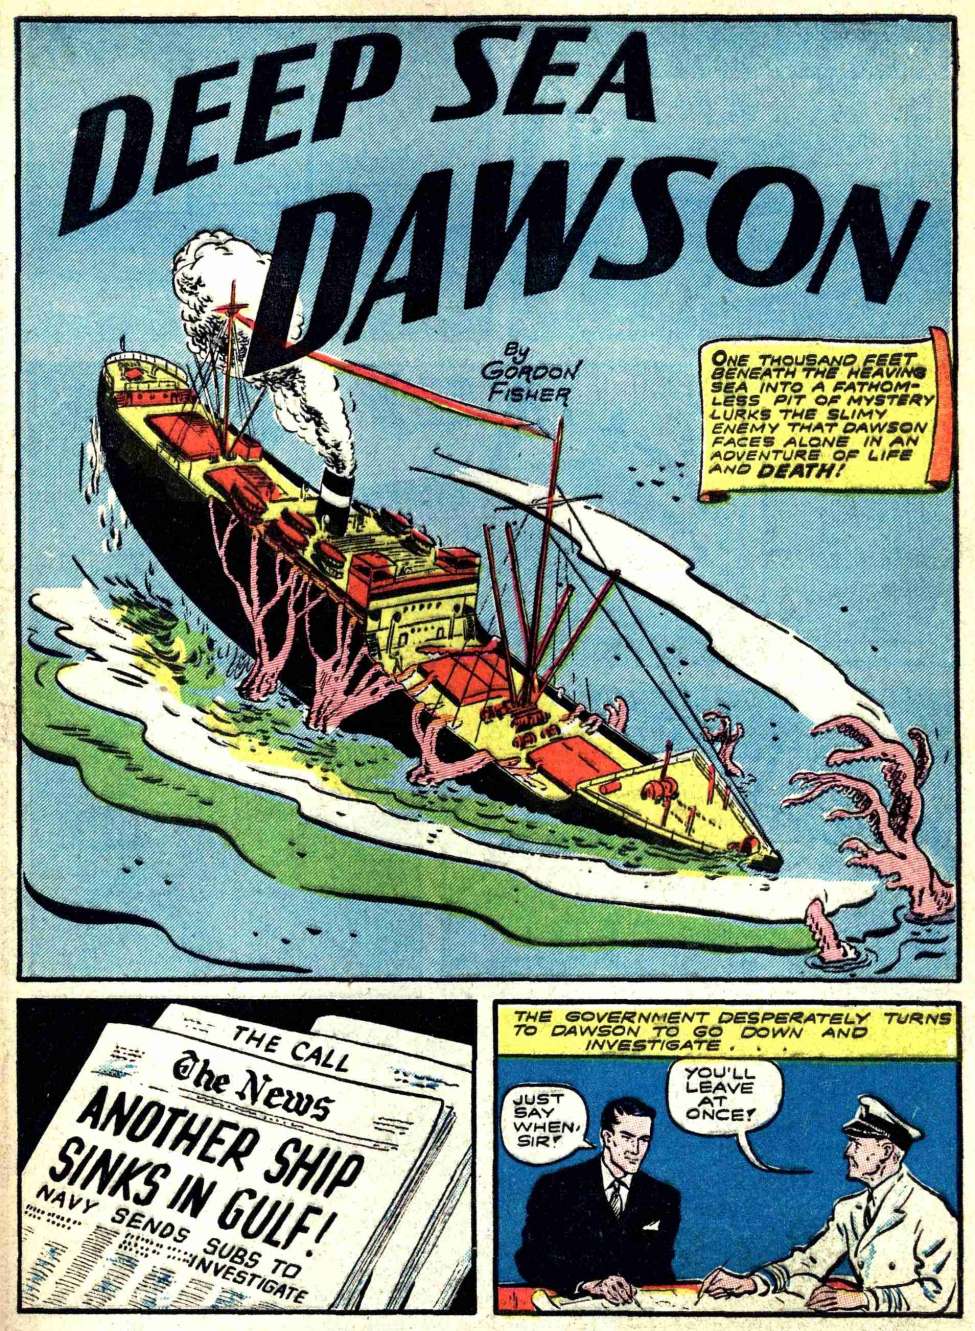 DEEP SEA
DAWSON
By
GORDON
FISHER
ONE THOUSAND FEET
BENEATH THE HEAVING
SEA INTO A FATHOM-
LESS PIT OF MYSTERY
LURKS THE SLIMY
ENEMY THAT DAWSON
FACES ALONE IN AN
ADVENTURE OF LIFE
AND DEATH!
THE CALL
The News
ANOTHER SHIP
SINKS IN GULF!
NAVY SENDS SUBS TO
INVESTIGATE
THE GOVERNMENT DESPERATELY TURNS
TO DAWSON TO GO DOWN AND
INVESTIGATE . . . .
JUST
SAY
WHEN,
SIR!
YOU'LL
LEAVE
AT
ONCE!